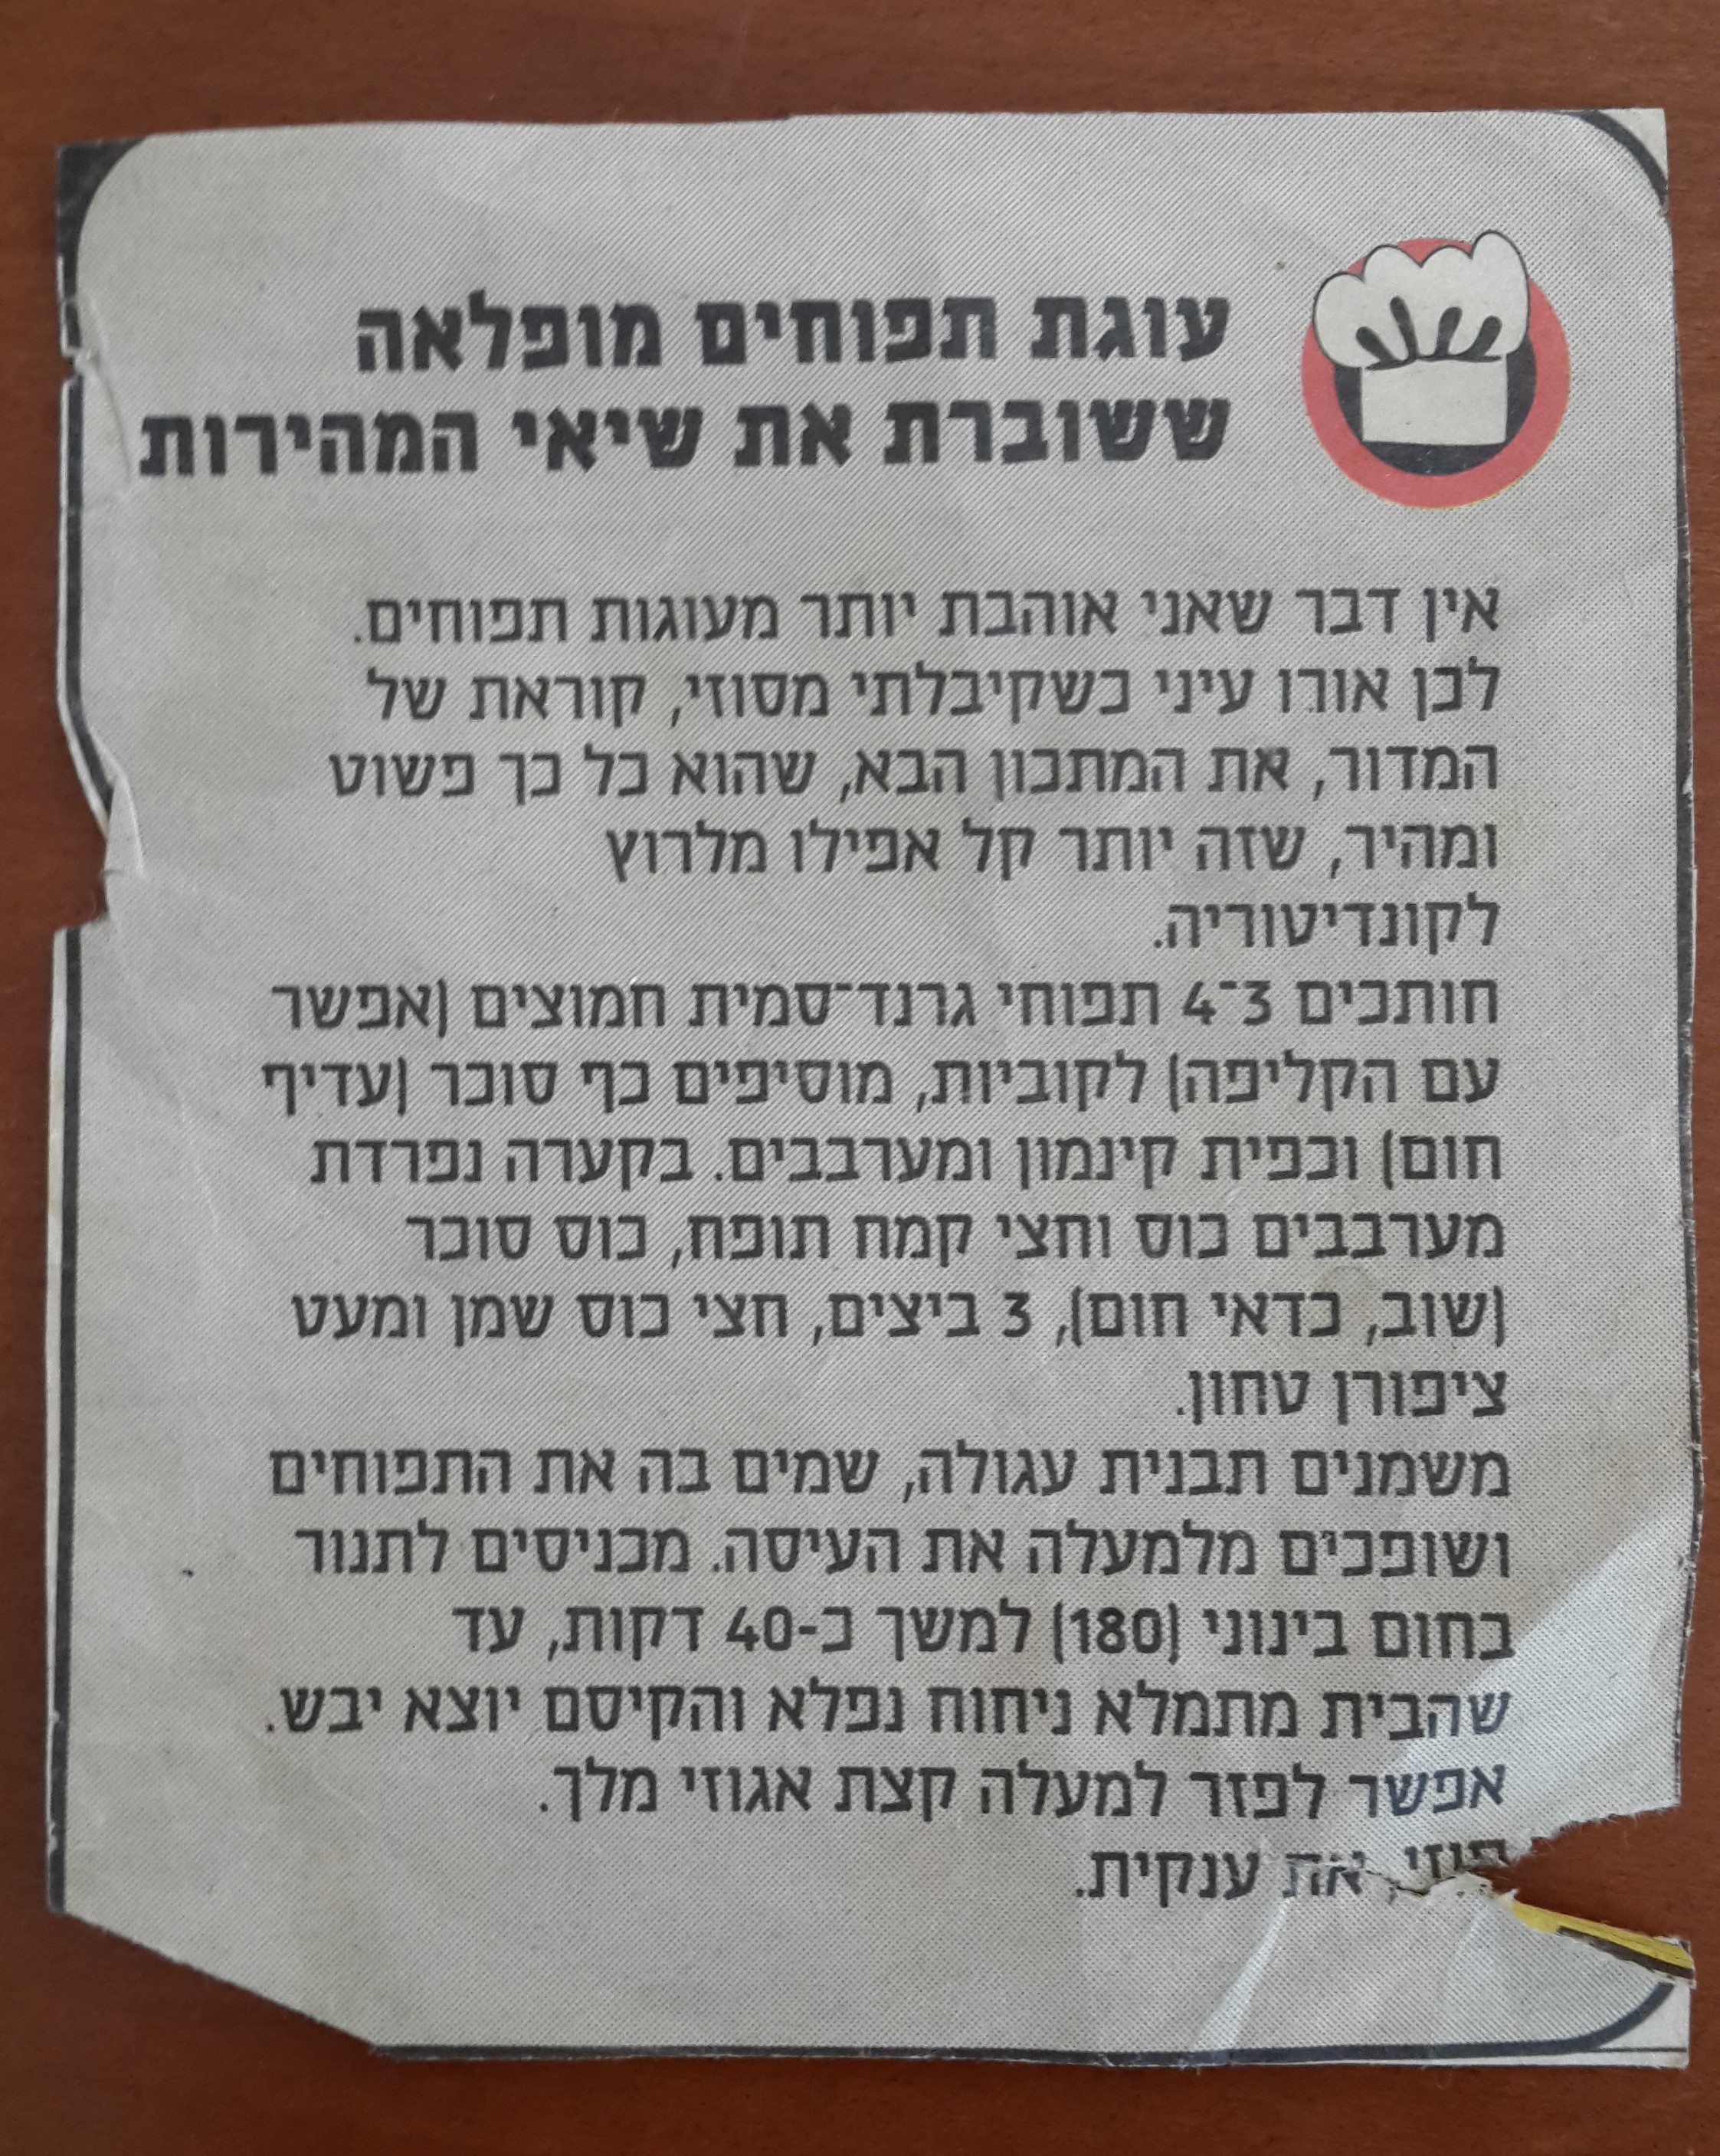 עוגת תפוחים מופלאה
ששוברת את שיאי המהירות
אין דבר שאני אוהבת יותר מעוגות תפוחים.
לכן אורו עיני כשקיבלתי מסוזי, קוראת של
המדור, את המתכון הבא, שהוא כל כך פשוט
ומהיר, שזה יותר קל אפילו מלרוץ
לקונדיטוריה.
חותכים 3־4 תפוחי גרנד־סמית חמוצים (אפשר
עם הקליפה) לקוביות, מוסיפים כף סוכר (עדיף
חום) וכפית קינמון ומערבבים. בקערה נפרדת
מערבבים כוס וחצי קמח תופח, כוס סוכר
(שוב, כדאי חום), 3 ביצים, חצי כוס שמן ומעט
ציפורן טחון.
משמנים תבנית עגולה, שמים בה את התפוחים
ושופכים מלמעלה את העיסה. מכניסים לתנור
בחום בינוני (180) למשך כ-40 דקות, עד
שהבית מתמלא ניחוח נפלא והקיסם יוצא יבש.
אפשר לפזר למעלה קצת אגוזי מלך.
את ענקית.